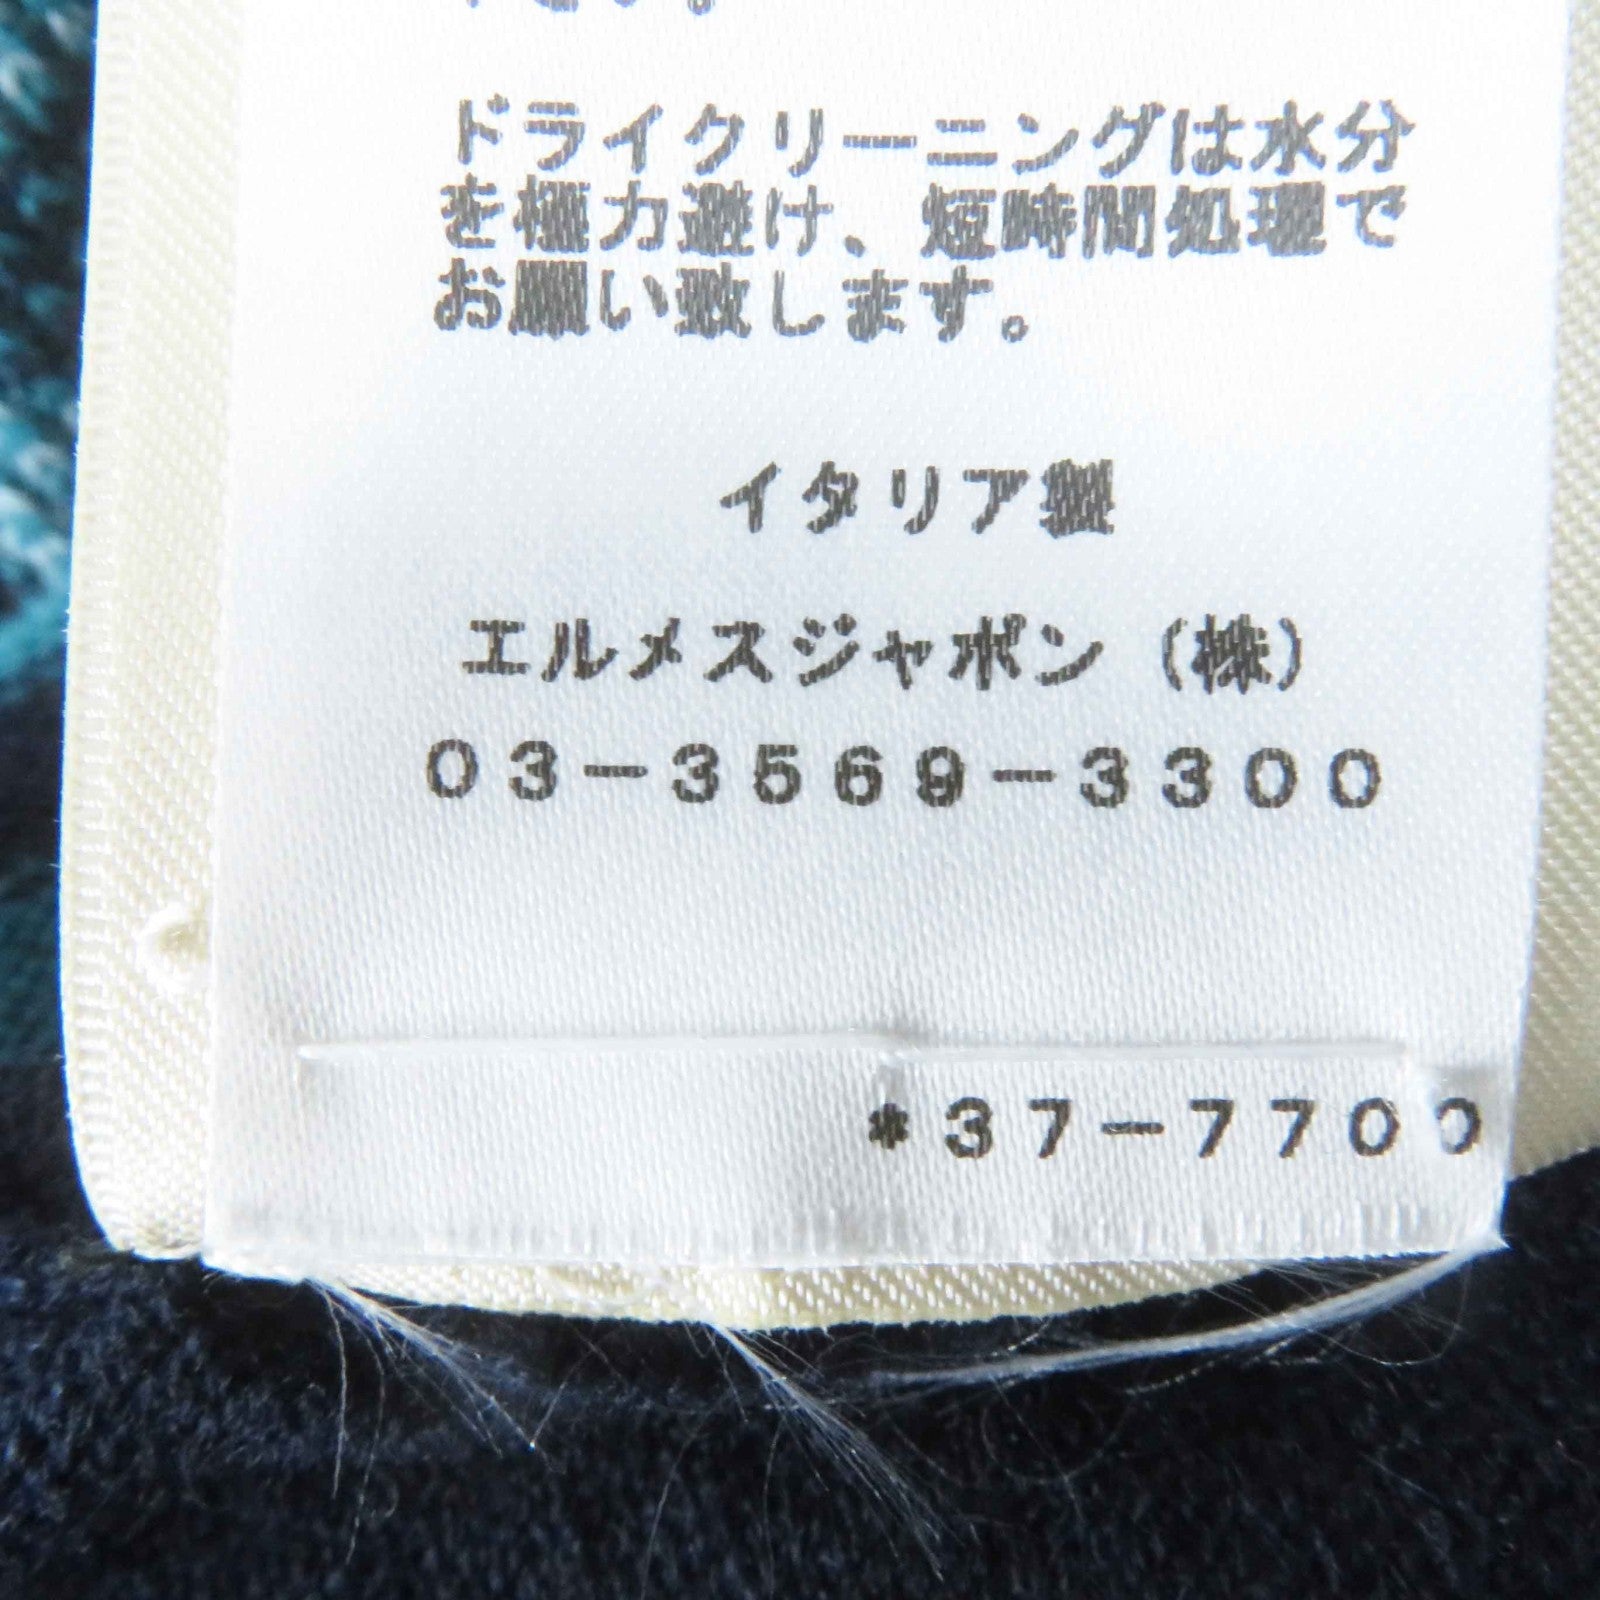 ドライクリーニングは水分
を極力避け、短時間処理で
お願い致します。
イタリア製
エルメスジャポン（株）
03-3569-3300
*37-7700